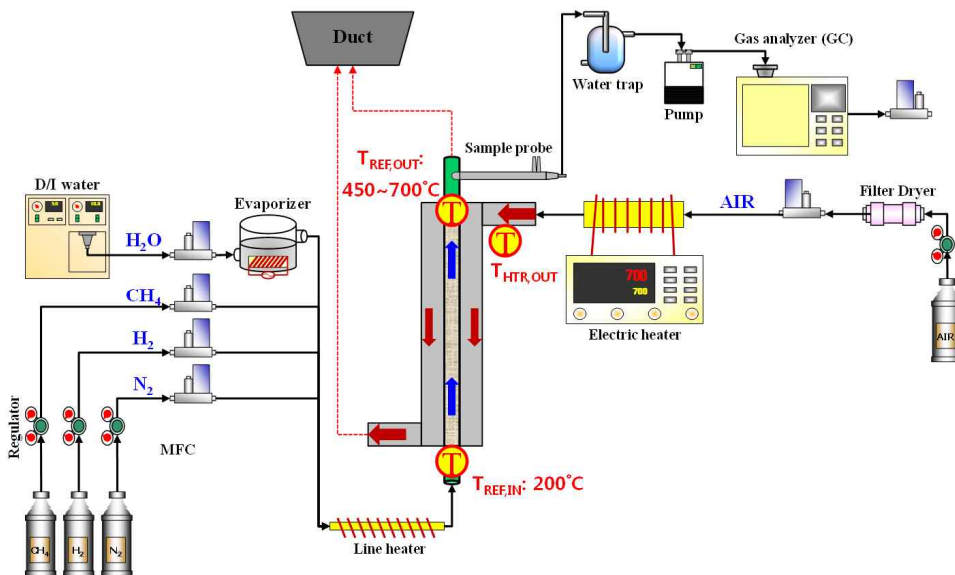 Duct
Gas analyzer (GC)
Water trap
Pump
Sample probe
T_REF,OUT:
450~700°C
D/I water
Evaporizer
AIR
Filter Dryer
H₂O
T_HTR,OUT
CH₄
700
700
H₂
Electric heater
AIR
N₂
Regulator
MFC
T
T
T
T_REF,IN: 200°C
CH₄
H₂
N₂
Line heater